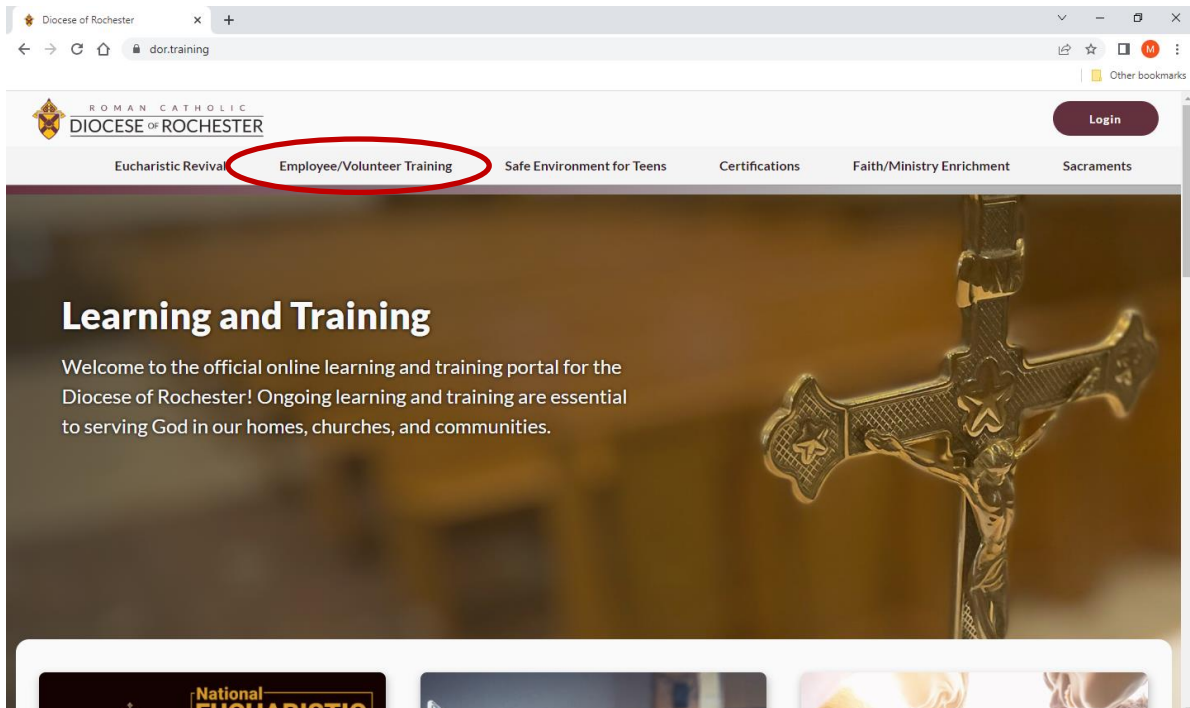 Diocese of Rochester
dor.training
M
Other bookmarks
ROMAN CATHOLIC
DIOCESE OF ROCHESTER
Login
Eucharistic Revival
Employee/Volunteer Training
Safe Environment for Teens
Certifications
Faith/Ministry Enrichment
Sacraments
Learning and Training
Welcome to the official online learning and training portal for the
Diocese of Rochester! Ongoing learning and training are essential
to serving God in our homes, churches, and communities.
National
EUCHARISTIC